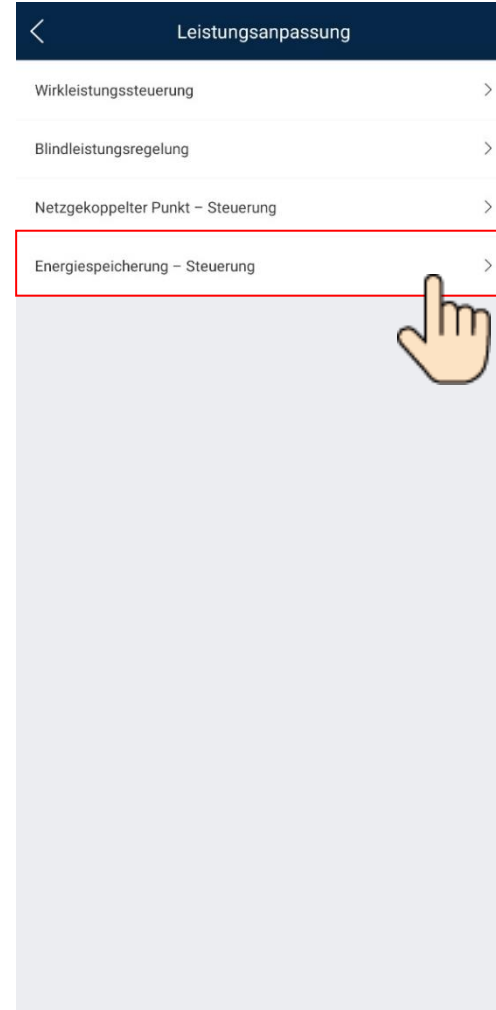 Leistungsanpassung
Wirkleistungssteuerung
Blindleistungsregelung
Netzgekoppelter Punkt – Steuerung
Energiespeicherung – Steuerung